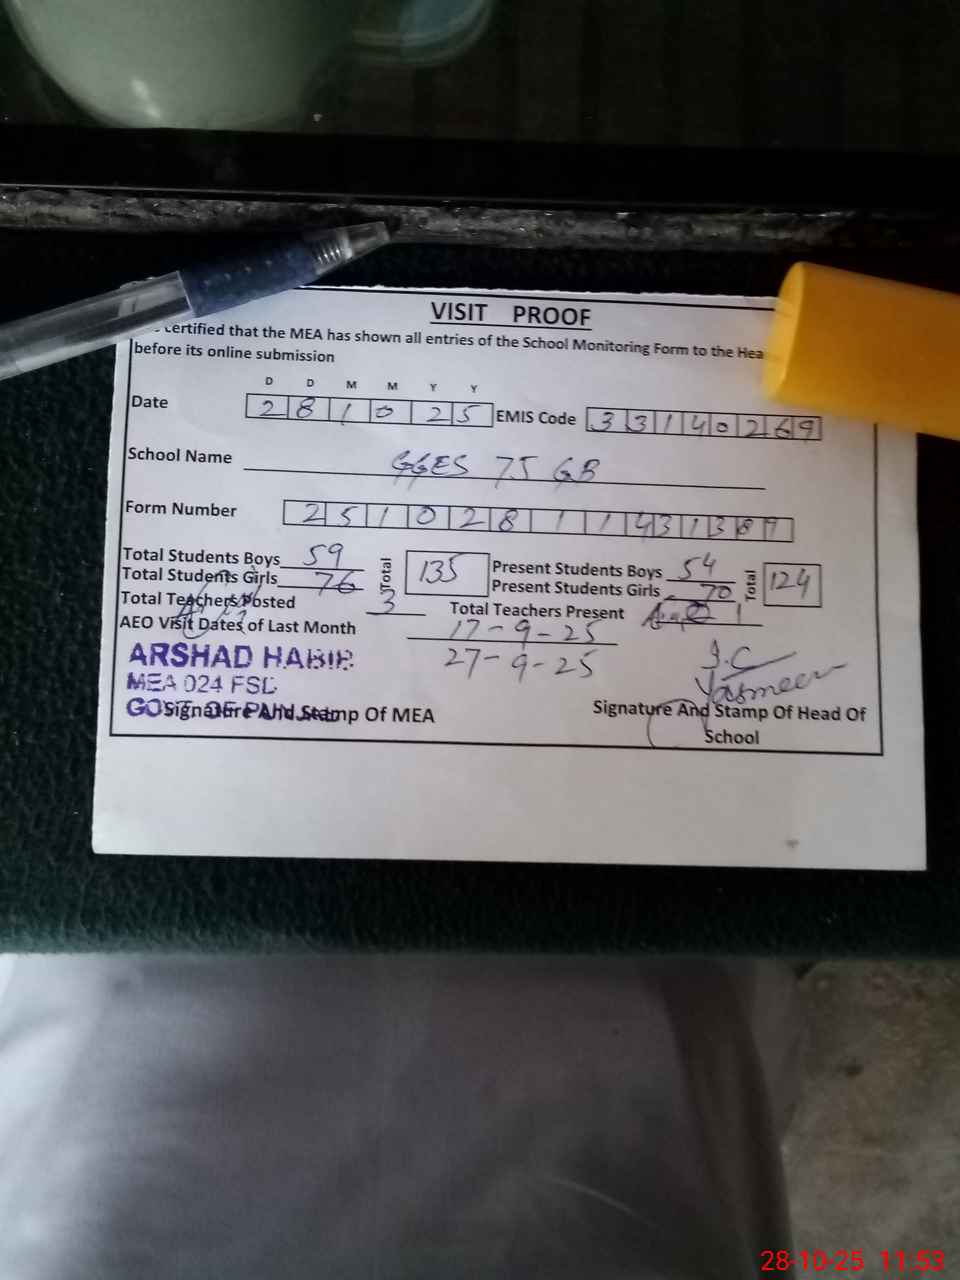 VISIT PROOF
certified that the MEA has shown all entries of the School Monitoring Form to the Hea
before its online submission
D D M M Y Y
Date 2 8 1 0 2 5 EMIS Code 3 3 1 4 0 2 6 9
School Name GGES 75 GB
Form Number 2 5 1 0 2 8 1 1 4 3 1 3 8 9
Total Students Boys 59 Total 135 Present Students Boys 54 Total 124
Total Students Girls 76 Present Students Girls 70
Total Teachers Posted 3 Total Teachers Present
AEO Visit Dates of Last Month 17-9-25
27-9-25
ARSHAD HABIB
MEA 024 FSD
GOVT. OF PUNJAB
I.C
Yasmeen
Signature And Stamp Of MEA Signature And Stamp Of Head Of
School
28-10-25 11:53